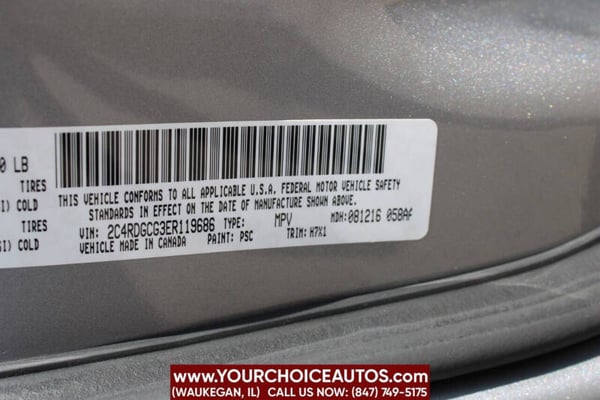 0 LB
TIRES
THIS VEHICLE CONFORMS TO ALL APPLICABLE U.S.A. FEDERAL MOTOR VEHICLE SAFETY
I) COLD
STANDARDS IN EFFECT ON THE DATE OF MANUFACTURE SHOWN ABOVE.
TIRES
VIN: 2C4RDGCG3ER119686 TYPE: MPV MDH: 081216 058AF
I) COLD
VEHICLE MADE IN CANADA PAINT: PSC TRIM: H7X1
WWW.YOURCHOICEAUTOS.COM
(WAUKEGAN, IL) CALL US NOW: (847) 749-5175